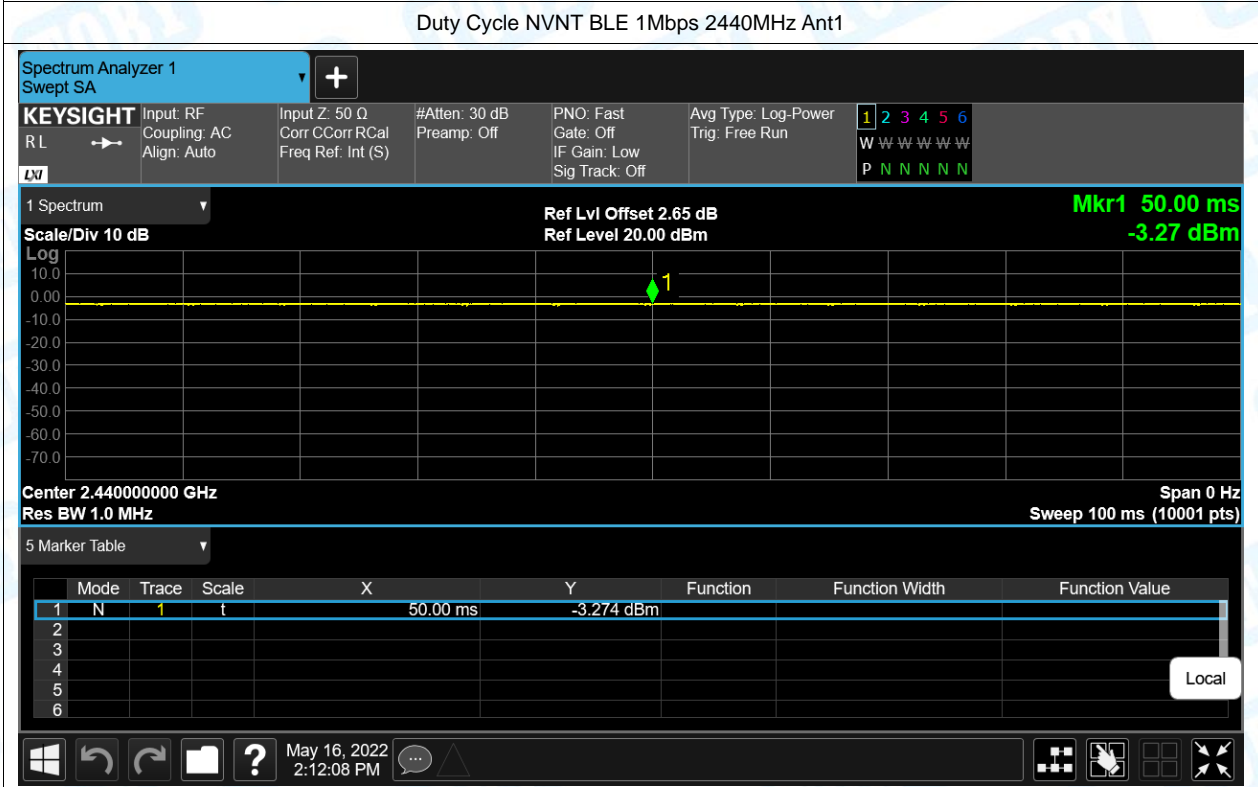 Duty Cycle NVNT BLE 1Mbps 2440MHz Ant1
Spectrum Analyzer 1
Swept SA
KEYSIGHT
R L
LXI
Input: RF
Coupling: AC
Align: Auto
Input Z: 50 Ω
Corr CCorr RCal
Freq Ref: Int (S)
#Atten: 30 dB
Preamp: Off
PNO: Fast
Gate: Off
IF Gain: Low
Sig Track: Off
Avg Type: Log-Power
Trig: Free Run
1 2 3 4 5 6
W W W W W W
P N N N N N
1 Spectrum
Scale/Div 10 dB
Ref Lvl Offset 2.65 dB
Ref Level 20.00 dBm
Mkr1 50.00 ms
-3.27 dBm
Log
10.0
0.00
-10.0
-20.0
-30.0
-40.0
-50.0
-60.0
-70.0
1
Center 2.440000000 GHz
Res BW 1.0 MHz
Span 0 Hz
Sweep 100 ms (10001 pts)
5 Marker Table
Mode Trace Scale X Y Function Function Width Function Value
1 N 1 t 50.00 ms -3.274 dBm
2
3
4
5
6
Local
?
May 16, 2022
2:12:08 PM